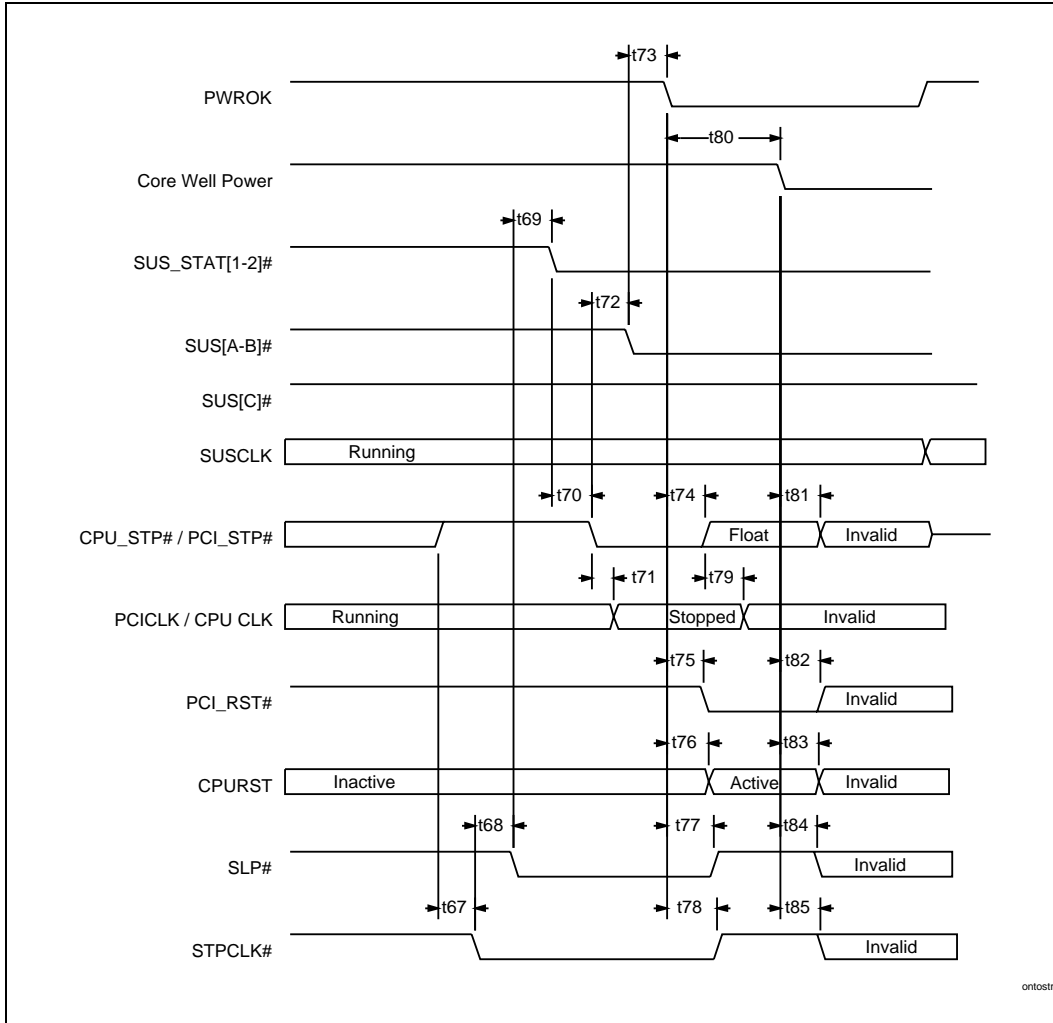 t73
PWROK
t80
Core Well Power
t69
SUS_STAT[1-2]#
t72
SUS[A-B]#
SUS[C]#
SUSCLK Running
t70 t74 t81
CPU_STP# / PCI_STP# Float Invalid
t71 t79
PCICLK / CPU CLK Running Stopped Invalid
t75 t82
PCI_RST# Invalid
t76 t83
CPURST Inactive Active Invalid
t68 t77 t84
SLP# Invalid
t67 t78 t85
STPCLK# Invalid